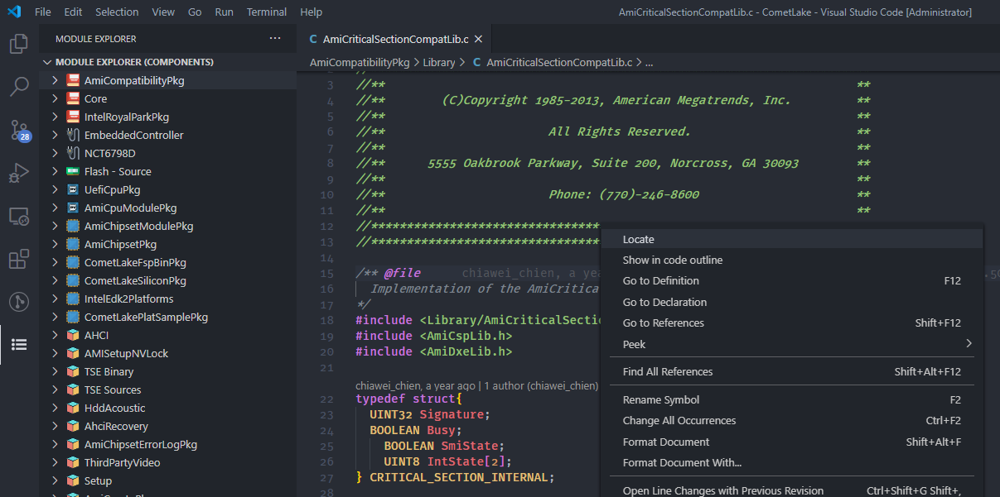 File Edit Selection View Go Run Terminal Help AmiCriticalSectionCompatLib.c - CometLake - Visual Studio Code [Administrator]
MODULE EXPLORER ...
MODULE EXPLORER (COMPONENTS)
AmiCompatibilityPkg
Core
IntelRoyalParkPkg
EmbeddedController
NCT6798D
Flash - Source
UefiCpuPkg
AmiCpuModulePkg
AmiChipsetModulePkg
AmiChipsetPkg
CometLakeFspBinPkg
CometLakeSiliconPkg
IntelEdk2Platforms
CometLakePlatSamplePkg
AHCI
AMISetupNVLock
TSE Binary
TSE Sources
HddAcoustic
AhciRecovery
AmiChipsetErrorLogPkg
ThirdPartyVideo
Setup
28
C AmiCriticalSectionCompatLib.c ×
AmiCompatibilityPkg > Library > C AmiCriticalSectionCompatLib.c > ...
3 //** **
4 //** (C)Copyright 1985-2013, American Megatrends, Inc. **
5 //** **
6 //** All Rights Reserved. **
7 //** **
8 //** 5555 Oakbrook Parkway, Suite 200, Norcross, GA 30093 **
9 //** **
10 //** Phone: (770)-246-8600 **
11 //** **
12 //********************************
13 //********************************
14
15 /** @file chiawei_chien, a yea
16 Implementation of the AmiCritica
17 */
18 #include <Library/AmiCriticalSectio
19 #include <AmiCspLib.h>
20 #include <AmiDxeLib.h>
21
chiawei_chien, a year ago | 1 author (chiawei_chien)
22 typedef struct{
23 UINT32 Signature;
24 BOOLEAN Busy;
25 BOOLEAN SmiState;
26 UINT8 IntState[2];
27 } CRITICAL_SECTION_INTERNAL;
28
Locate
Show in code outline
Go to Definition F12
Go to Declaration
Go to References Shift+F12
Peek >
Find All References Shift+Alt+F12
Rename Symbol F2
Change All Occurrences Ctrl+F2
Format Document Shift+Alt+F
Format Document With...
Open Line Changes with Previous Revision Ctrl+Shift+G Shift+,